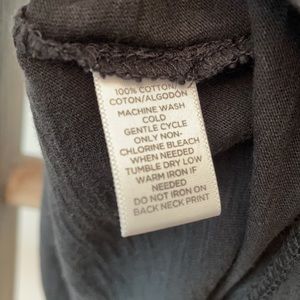 100% COTTON
COTON/ALGODÓN
MACHINE WASH
COLD
GENTLE CYCLE
ONLY NON-
CHLORINE BLEACH
WHEN NEEDED
TUMBLE DRY LOW
WARM IRON IF
NEEDED
DO NOT IRON ON
BACK NECK PRINT